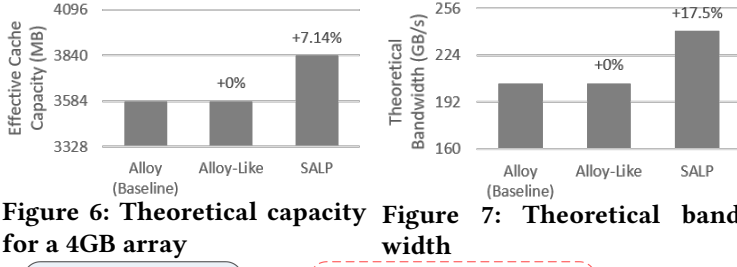 Effective Cache
Capacity (MB)
4096
3840
3584
3328
+0%
+7.14%
Alloy
(Baseline)
Alloy-Like
SALP
Figure 6: Theoretical capacity
for a 4GB array
Theoretical
Bandwidth (GB/s)
256
224
192
160
+0%
+17.5%
Alloy
(Baseline)
Alloy-Like
SALP
Figure 7: Theoretical band
width